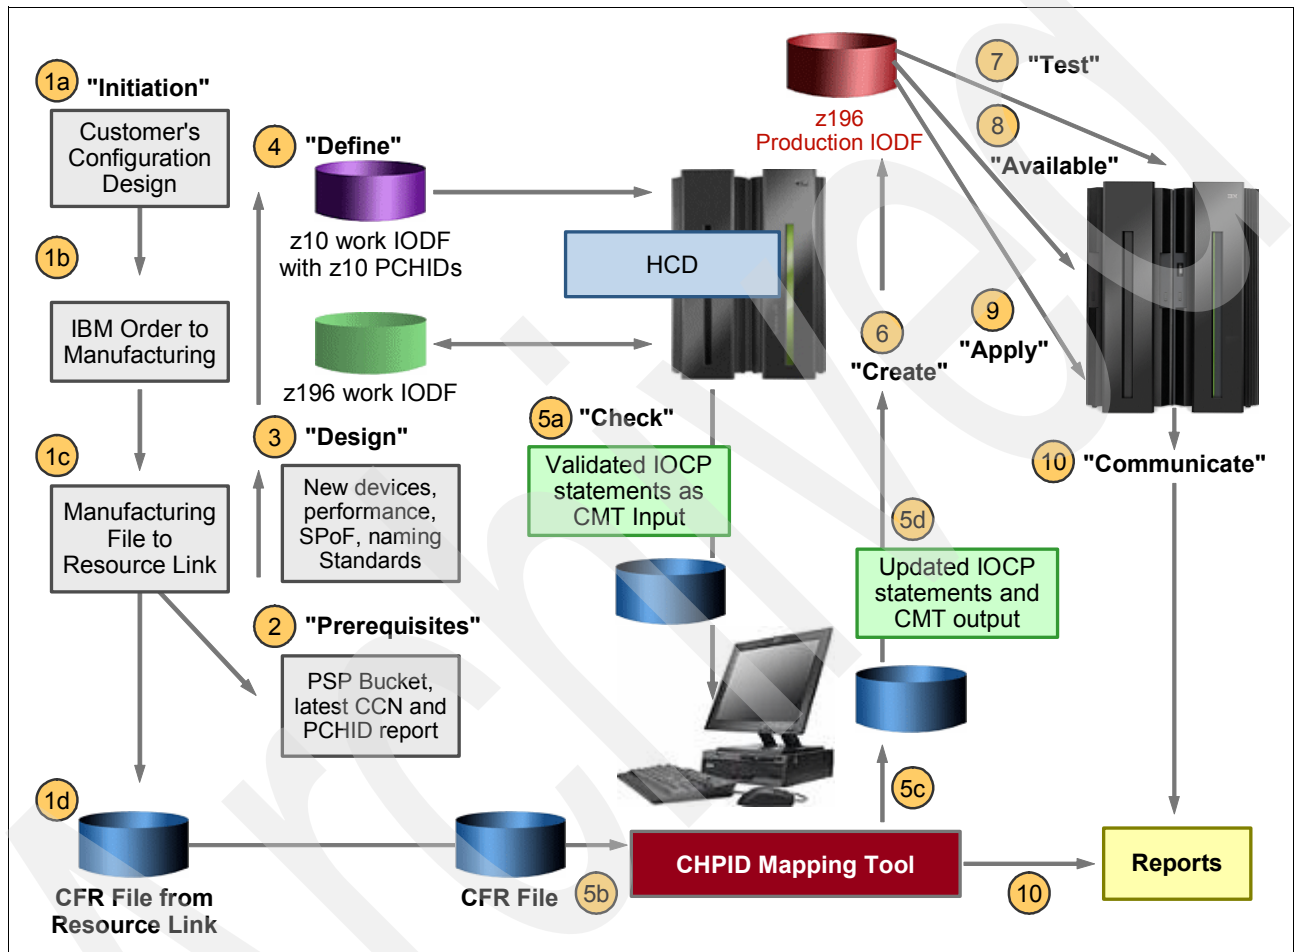 1a "Initiation"
Customer's
Configuration
Design
1b
IBM Order to
Manufacturing
1c
Manufacturing
File to
Resource Link
1d
CFR File from
Resource Link
2 "Prerequisites"
PSP Bucket,
latest CCN and
PCHID report
3 "Design"
New devices,
performance,
SPoF, naming
Standards
4 "Define"
z10 work IODF
with z10 PCHIDs
z196 work IODF
HCD
5a "Check"
Validated IOCP
statements as
CMT Input
CFR File
5b
CHPID Mapping Tool
5c
5d
Updated IOCP
statements and
CMT output
6
"Create"
z196
Production IODF
7 "Test"
8
"Available"
9
"Apply"
10 "Communicate"
10
Reports
Archived